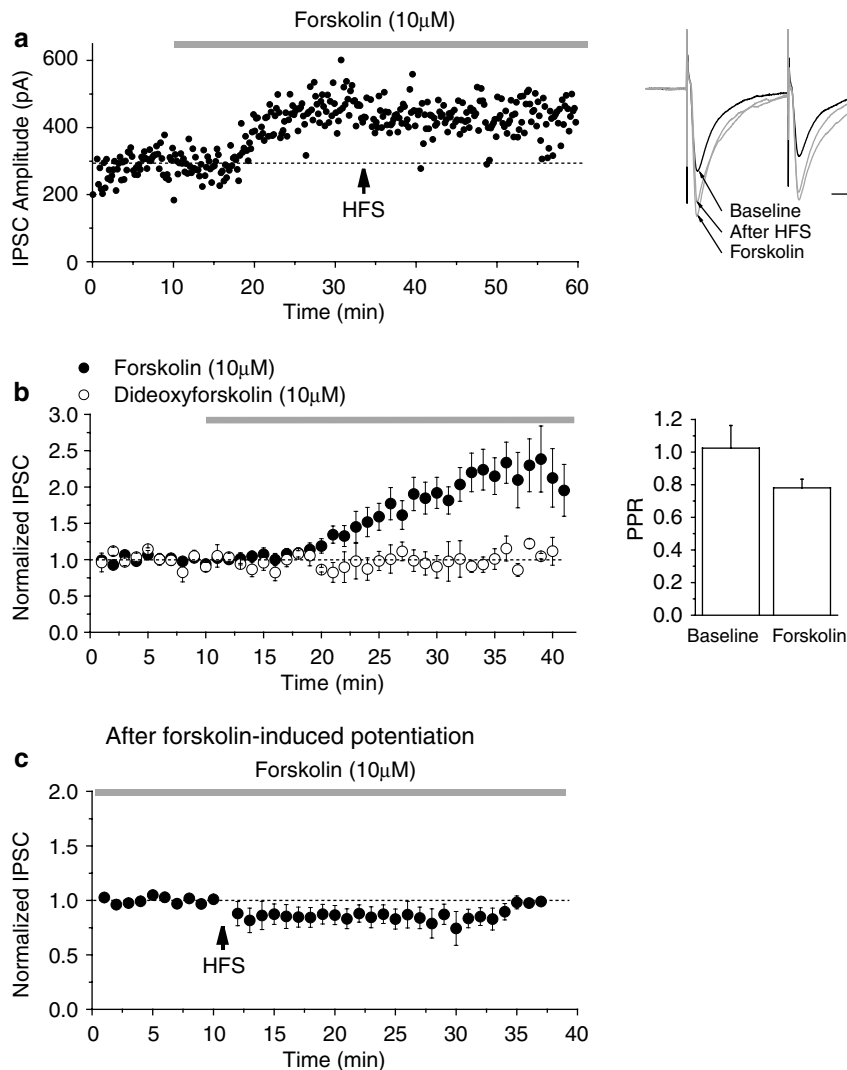 a
Forskolin (10μM)
IPSC Amplitude (pA)
600
400
200
0
HFS
0 10 20 30 40 50 60
Time (min)
Baseline
After HFS
Forskolin
b
Forskolin (10μM)
Dideoxyforskolin (10μM)
Normalized IPSC
3.0
2.5
2.0
1.5
1.0
0.5
0.0
0 5 10 15 20 25 30 35 40
Time (min)
PPR
1.2
1.0
0.8
0.6
0.4
0.2
0.0
Baseline Forskolin
After forskolin-induced potentiation
c
Forskolin (10μM)
Normalized IPSC
2.0
1.5
1.0
0.5
0.0
HFS
0 5 10 15 20 25 30 35 40
Time (min)